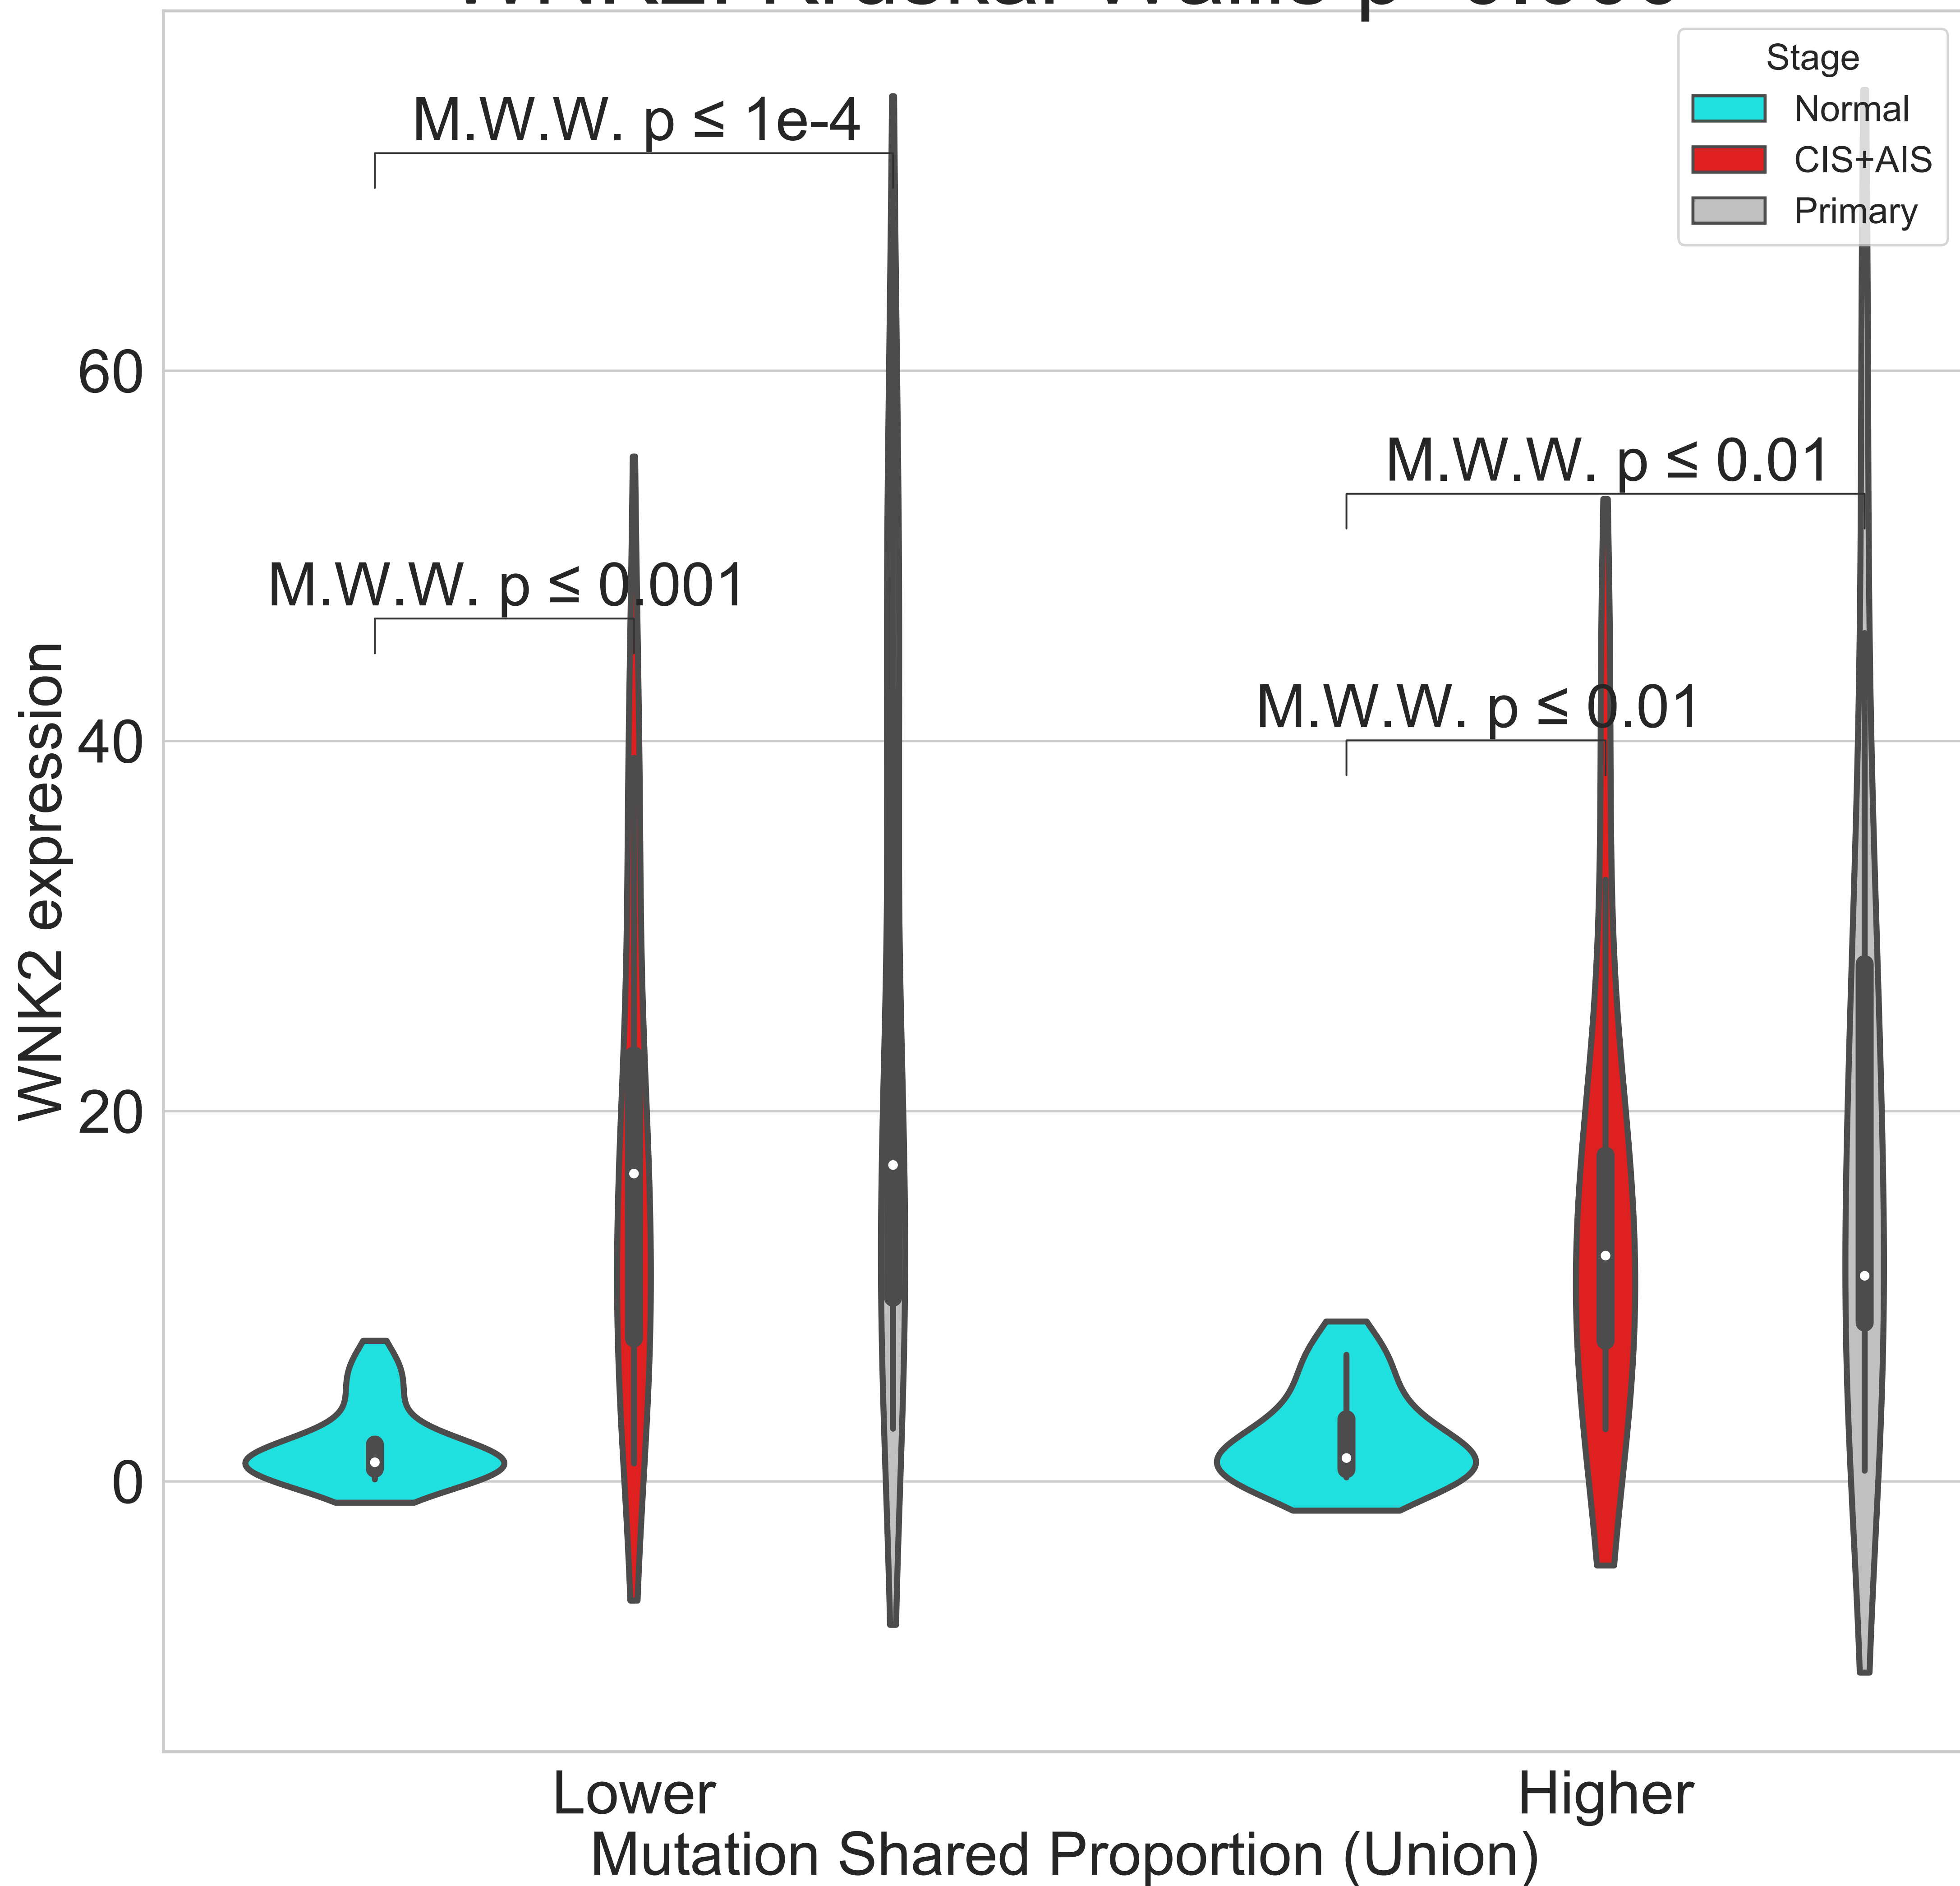 Stage
Normal
CIS+AIS
Primary
M.W.W. p ≤ 1e-4
M.W.W. p ≤ 0.001
M.W.W. p ≤ 0.01
M.W.W. p ≤ 0.01
60
40
20
0
WNK2 expression
Lower
Higher
Mutation Shared Proportion (Union)